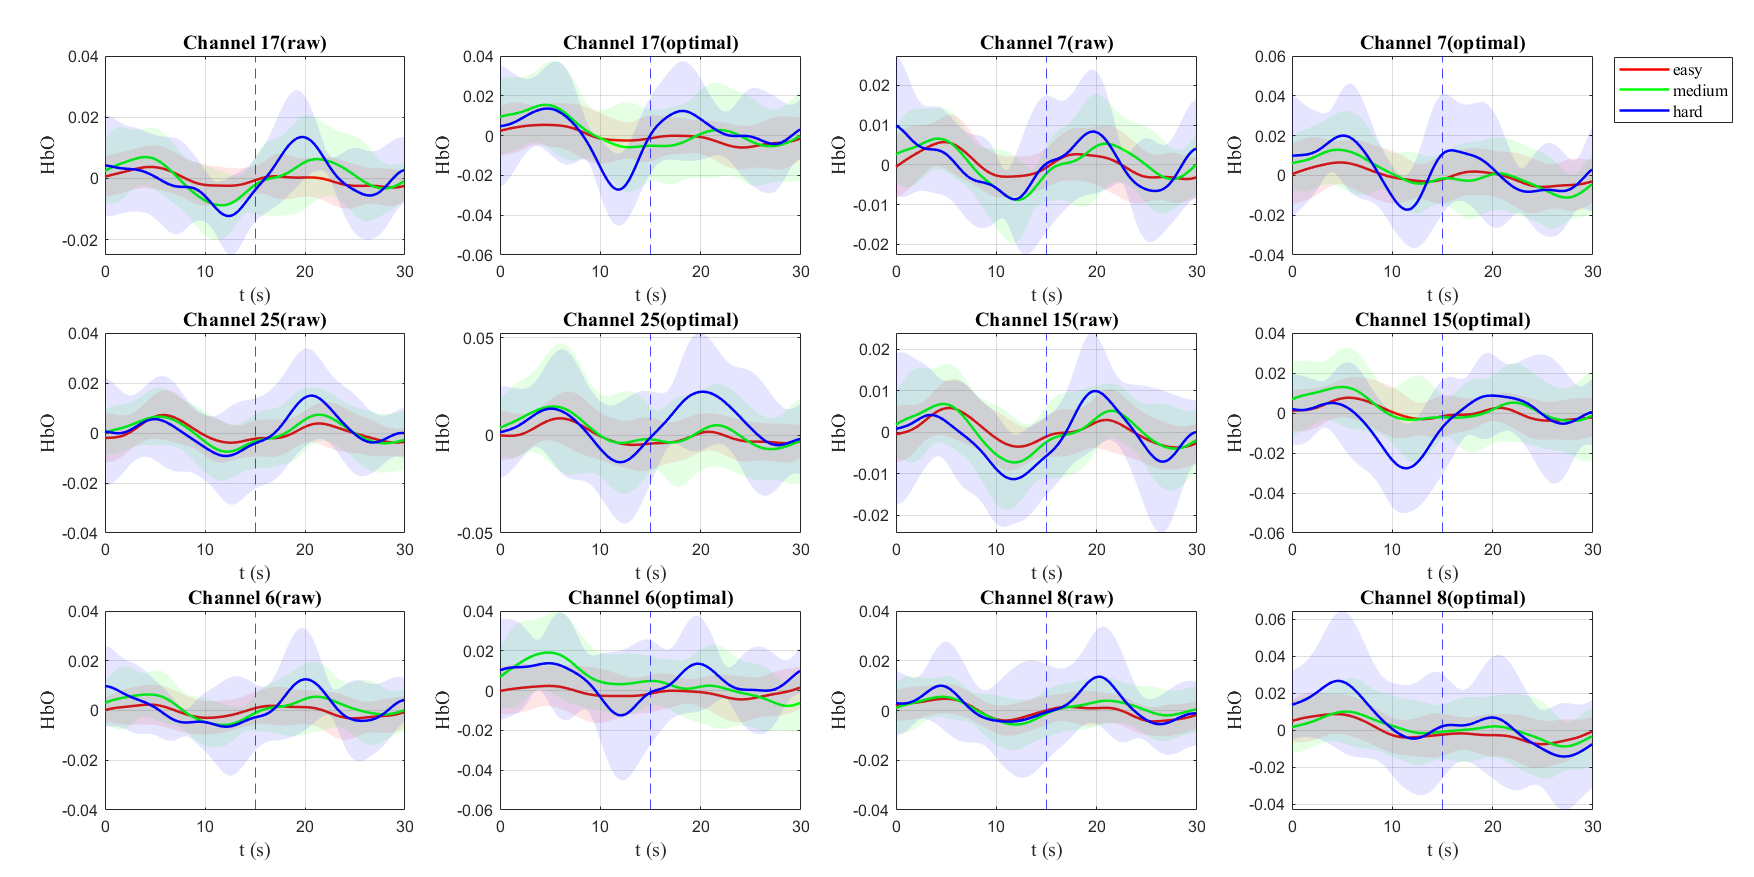 Channel 17(raw)
0.04
0.02
0
-0.02
HbO
0
10
20
30
t (s)
Channel 17(optimal)
0.04
0.02
0
-0.02
-0.04
-0.06
HbO
0
10
20
30
t (s)
Channel 7(raw)
0.02
0.01
0
-0.01
-0.02
HbO
0
10
20
30
t (s)
Channel 7(optimal)
0.06
0.04
0.02
0
-0.02
-0.04
HbO
0
10
20
30
t (s)
easy
medium
hard
Channel 25(raw)
0.04
0.02
0
-0.02
-0.04
HbO
0
10
20
30
t (s)
Channel 25(optimal)
0.05
0
-0.05
HbO
0
10
20
30
t (s)
Channel 15(raw)
0.02
0.01
0
-0.01
-0.02
HbO
0
10
20
30
t (s)
Channel 15(optimal)
0.04
0.02
0
-0.02
-0.04
-0.06
HbO
0
10
20
30
t (s)
Channel 6(raw)
0.04
0.02
0
-0.02
-0.04
HbO
0
10
20
30
t (s)
Channel 6(optimal)
0.04
0.02
0
-0.02
-0.04
-0.06
HbO
0
10
20
30
t (s)
Channel 8(raw)
0.04
0.02
0
-0.02
-0.04
HbO
0
10
20
30
t (s)
Channel 8(optimal)
0.06
0.04
0.02
0
-0.02
-0.04
HbO
0
10
20
30
t (s)